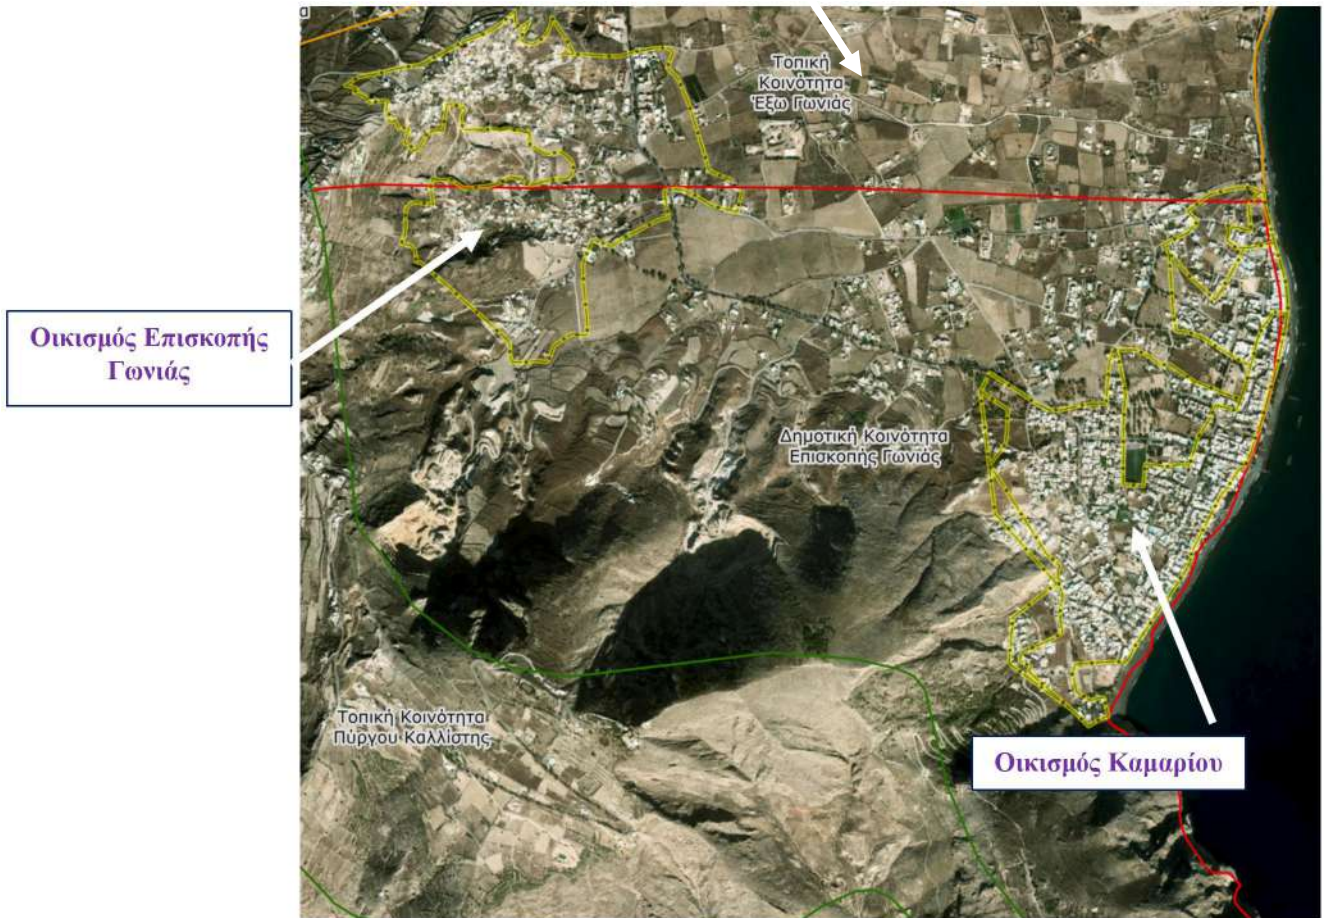 α
Τοπική
Κοινότητα
Έξω Γωνιάς
Οικισμός Επισκοπής
Γωνιάς
Δημοτική Κοινότητα
Επισκοπής Γωνιάς
Τοπική Κοινότητα
Πύργου Καλλίστης
Οικισμός Καμαρίου